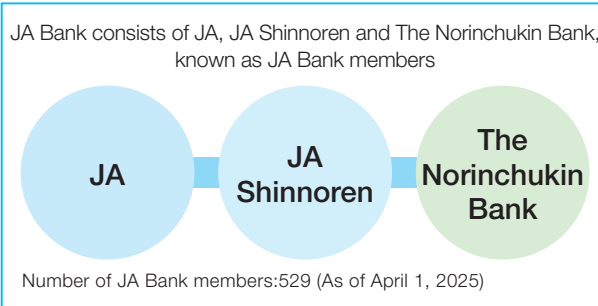 JA Bank consists of JA, JA Shinnoren and The Norinchukin Bank,
known as JA Bank members
JA
JA
Shinnoren
The
Norinchukin
Bank
Number of JA Bank members:529 (As of April 1, 2025)